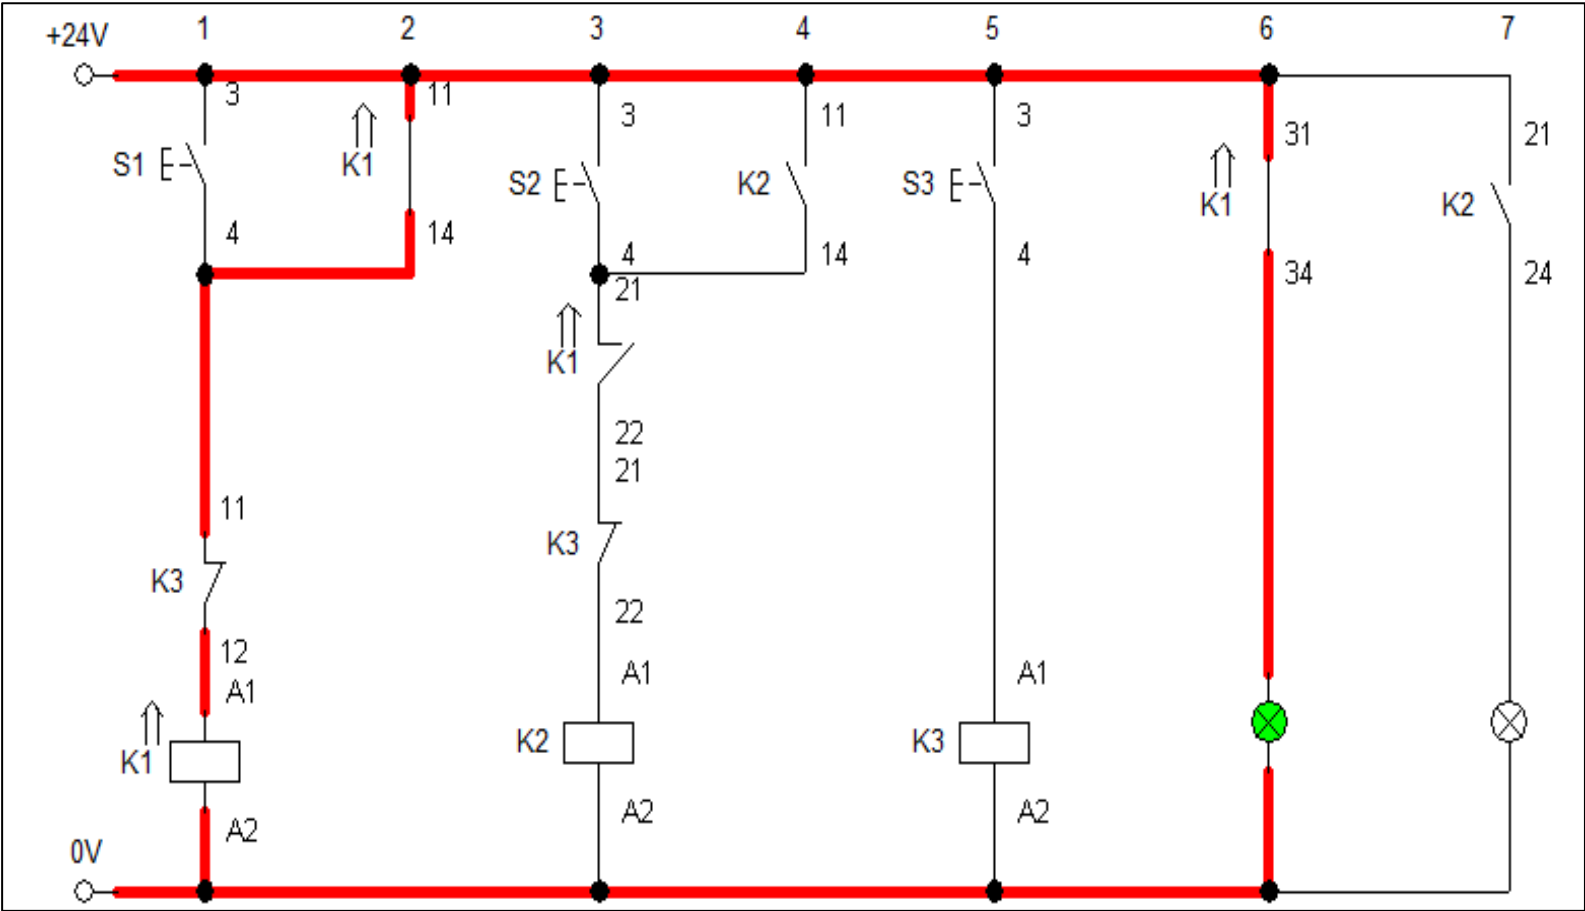 +24V 1 2 3 4 5 6 7
3 11
3 11 3 31 21
S1 K1
S2 K2 S3 K1 K2
4 14
4 14 4 34 24
21
K1
22
21
11
K3
K3
22
12
A1 A1 A1
K1 K2 K3
A2 A2 A2
0V